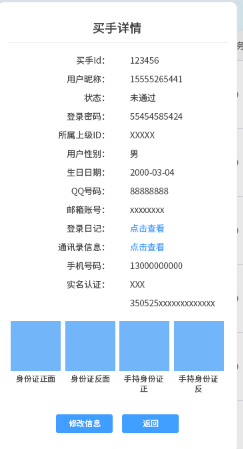 买手详情
买手Id： 123456
用户昵称： 15555265441
状态： 未通过
登录密码： 55454585424
所属上级ID： XXXXX
用户性别： 男
生日日期： 2000-03-04
QQ号码： 88888888
邮箱账号： xxxxxxxx
登录日记： 点击查看
通讯录信息： 点击查看
手机号码： 13000000000
实名认证： XXX
350525xxxxxxxxxxxxx
身份证正面 身份证反面 手持身份证正 手持身份证反
修改信息 返回